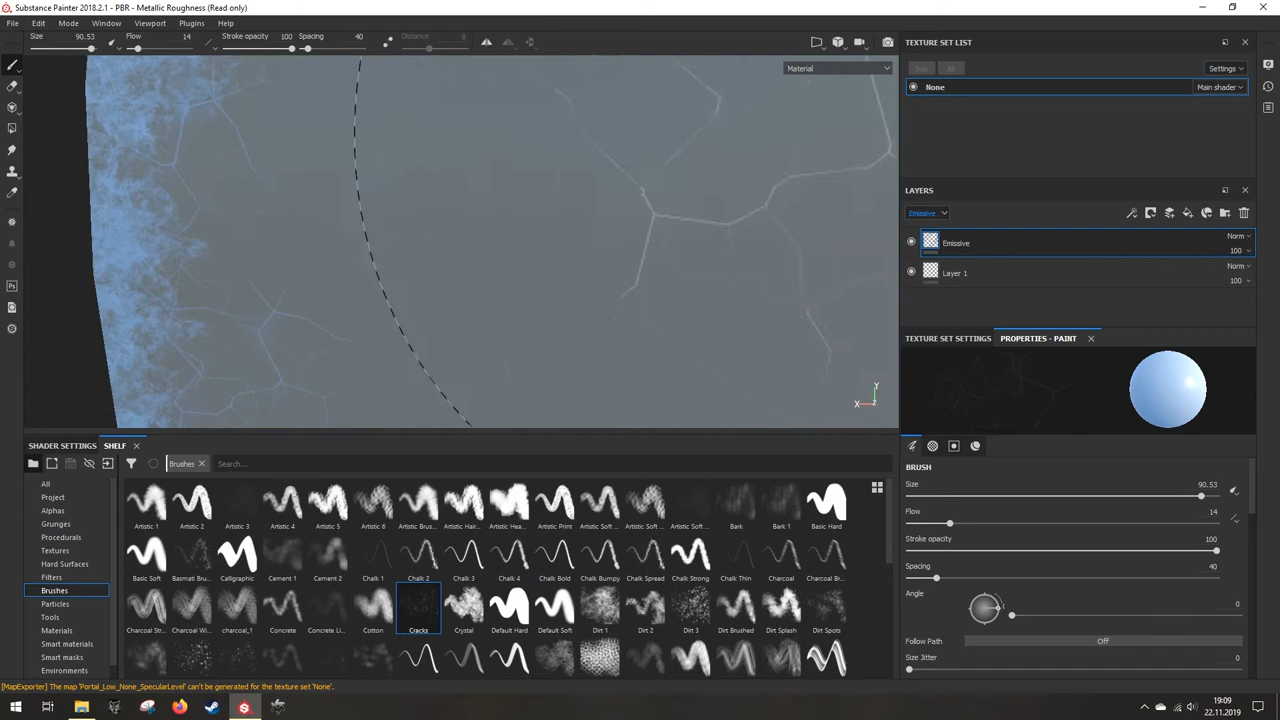 Substance Painter 2018.2.1 - PBR - Metallic Roughness (Read only)
File Edit Mode Window Viewport Plugins Help
Size 90.53 Flow 14 Stroke opacity 100 Spacing 40 Distance 8
Material
TEXTURE SET LIST
Solo All Settings
None Main shader
LAYERS
Emissive
Emissive Norm
100
Layer 1 Norm
100
TEXTURE SET SETTINGS PROPERTIES - PAINT
X Y Z
SHADER SETTINGS SHELF
Brushes Search...
All
Project
Alphas
Grunges
Procedurals
Textures
Hard Surfaces
Filters
Brushes
Particles
Tools
Materials
Smart materials
Smart masks
Environments
Artistic 1 Artistic 2 Artistic 3 Artistic 4 Artistic 5 Artistic 6 Artistic Brus... Artistic Hair... Artistic Hea... Artistic Print Artistic Soft ... Artistic Soft ... Artistic Soft ... Bark Bark 1 Basic Hard
Basic Soft Basmati Bru... Calligraphic Cement 1 Cement 2 Chalk 1 Chalk 2 Chalk 3 Chalk 4 Chalk Bold Chalk Bumpy Chalk Spread Chalk Strong Chalk Thin Charcoal Charcoal Br...
Charcoal Str... Charcoal Wi... charcoal_1 Concrete Concrete Li... Cotton Cracks Crystal Default Hard Default Soft Dirt 1 Dirt 2 Dirt 3 Dirt Brushed Dirt Splash Dirt Spots
BRUSH
Size 90.53
Flow 14
Stroke opacity 100
Spacing 40
Angle 0
Follow Path Off
Size Jitter 0
[MapExporter] The map 'Portal_Low_None_SpecularLevel' can't be generated for the texture set 'None'.
19:09
22.11.2019